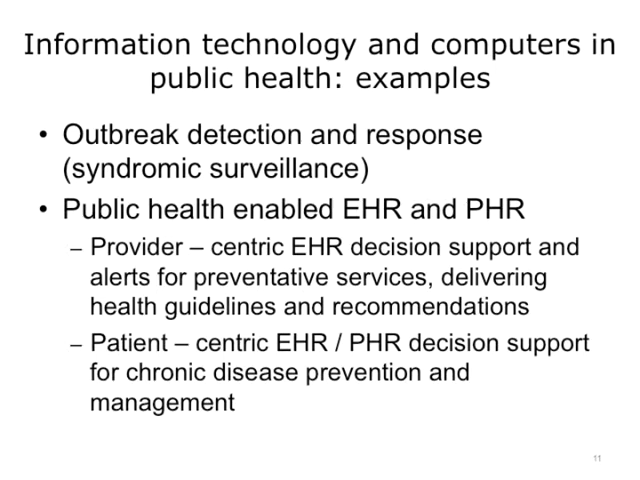 Information technology and computers in
public health: examples
• Outbreak detection and response
(syndromic surveillance)
• Public health enabled EHR and PHR
– Provider – centric EHR decision support and
alerts for preventative services, delivering
health guidelines and recommendations
– Patient – centric EHR / PHR decision support
for chronic disease prevention and
management
11